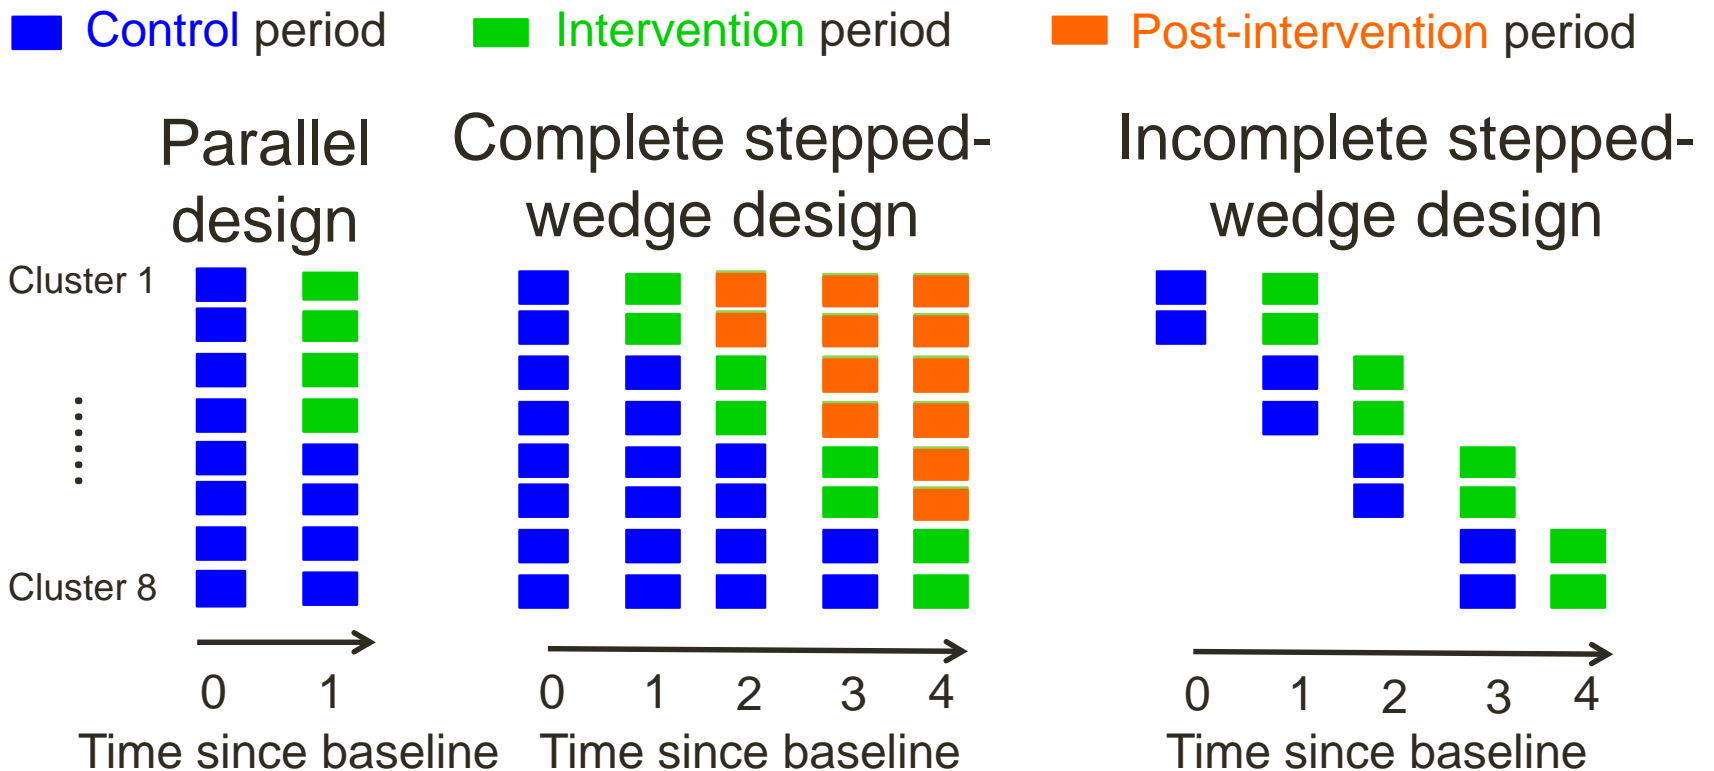 Control period
Intervention period
Post-intervention period
Parallel
design
Complete stepped-
wedge design
Incomplete stepped-
wedge design
Cluster 1
Cluster 8
0 1
Time since baseline
0 1 2 3 4
Time since baseline
0 1 2 3 4
Time since baseline